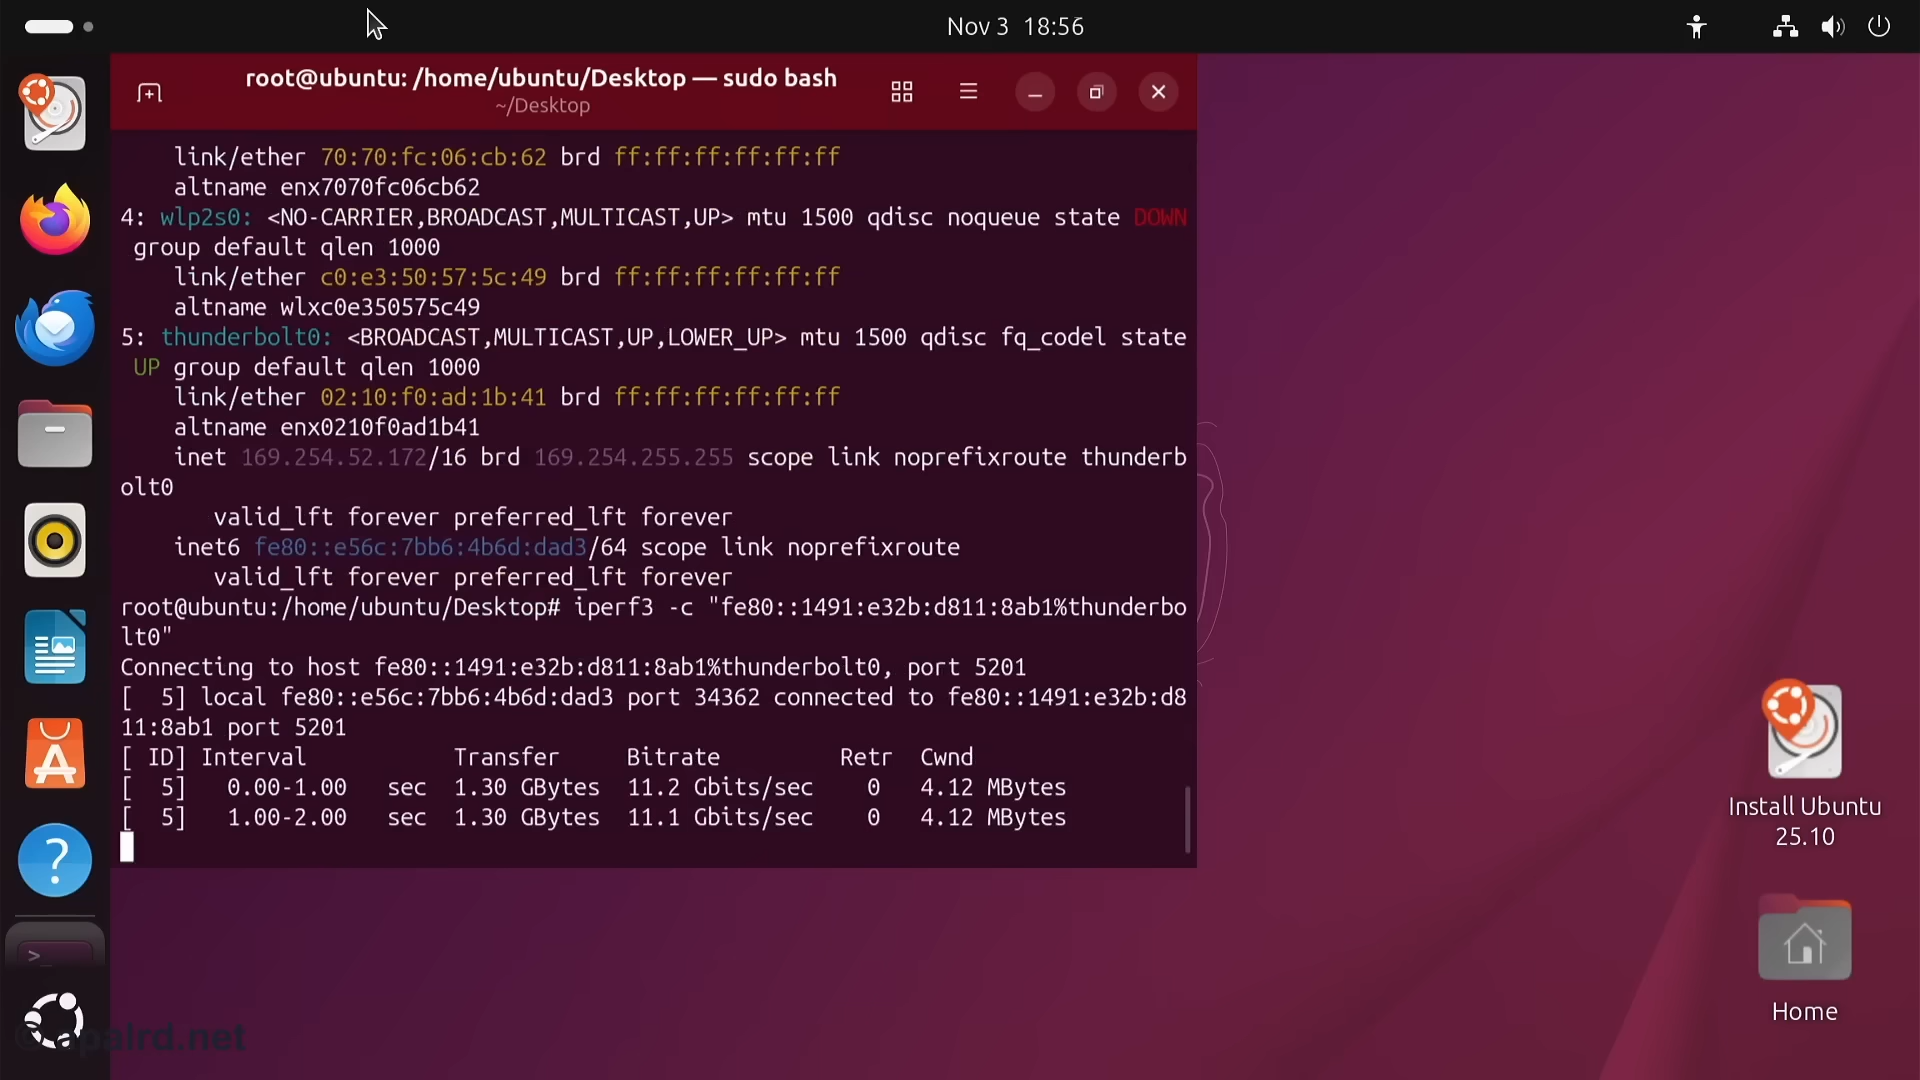 Nov 3 18:56
root@ubuntu: /home/ubuntu/Desktop — sudo bash
~/Desktop
link/ether 70:70:fc:06:cb:62 brd ff:ff:ff:ff:ff:ff
altname enx7070fc06cb62
4: wlp2s0: <NO-CARRIER,BROADCAST,MULTICAST,UP> mtu 1500 qdisc noqueue state DOWN
group default qlen 1000
link/ether c0:e3:50:57:5c:49 brd ff:ff:ff:ff:ff:ff
altname wlxc0e350575c49
5: thunderbolt0: <BROADCAST,MULTICAST,UP,LOWER_UP> mtu 1500 qdisc fq_codel state
UP group default qlen 1000
link/ether 02:10:f0:ad:1b:41 brd ff:ff:ff:ff:ff:ff
altname enx0210f0ad1b41
inet 169.254.52.172/16 brd 169.254.255.255 scope link noprefixroute thunderb
olt0
valid_lft forever preferred_lft forever
inet6 fe80::e56c:7bb6:4b6d:dad3/64 scope link noprefixroute
valid_lft forever preferred_lft forever
root@ubuntu:/home/ubuntu/Desktop# iperf3 -c "fe80::1491:e32b:d811:8ab1%thunderbo
lt0"
Connecting to host fe80::1491:e32b:d811:8ab1%thunderbolt0, port 5201
[  5] local fe80::e56c:7bb6:4b6d:dad3 port 34362 connected to fe80::1491:e32b:d8
11:8ab1 port 5201
[ ID] Interval Transfer Bitrate Retr Cwnd
[  5] 0.00-1.00 sec 1.30 GBytes 11.2 Gbits/sec 0 4.12 MBytes
[  5] 1.00-2.00 sec 1.30 GBytes 11.1 Gbits/sec 0 4.12 MBytes
Install Ubuntu
25.10
Home
© apalrd.net